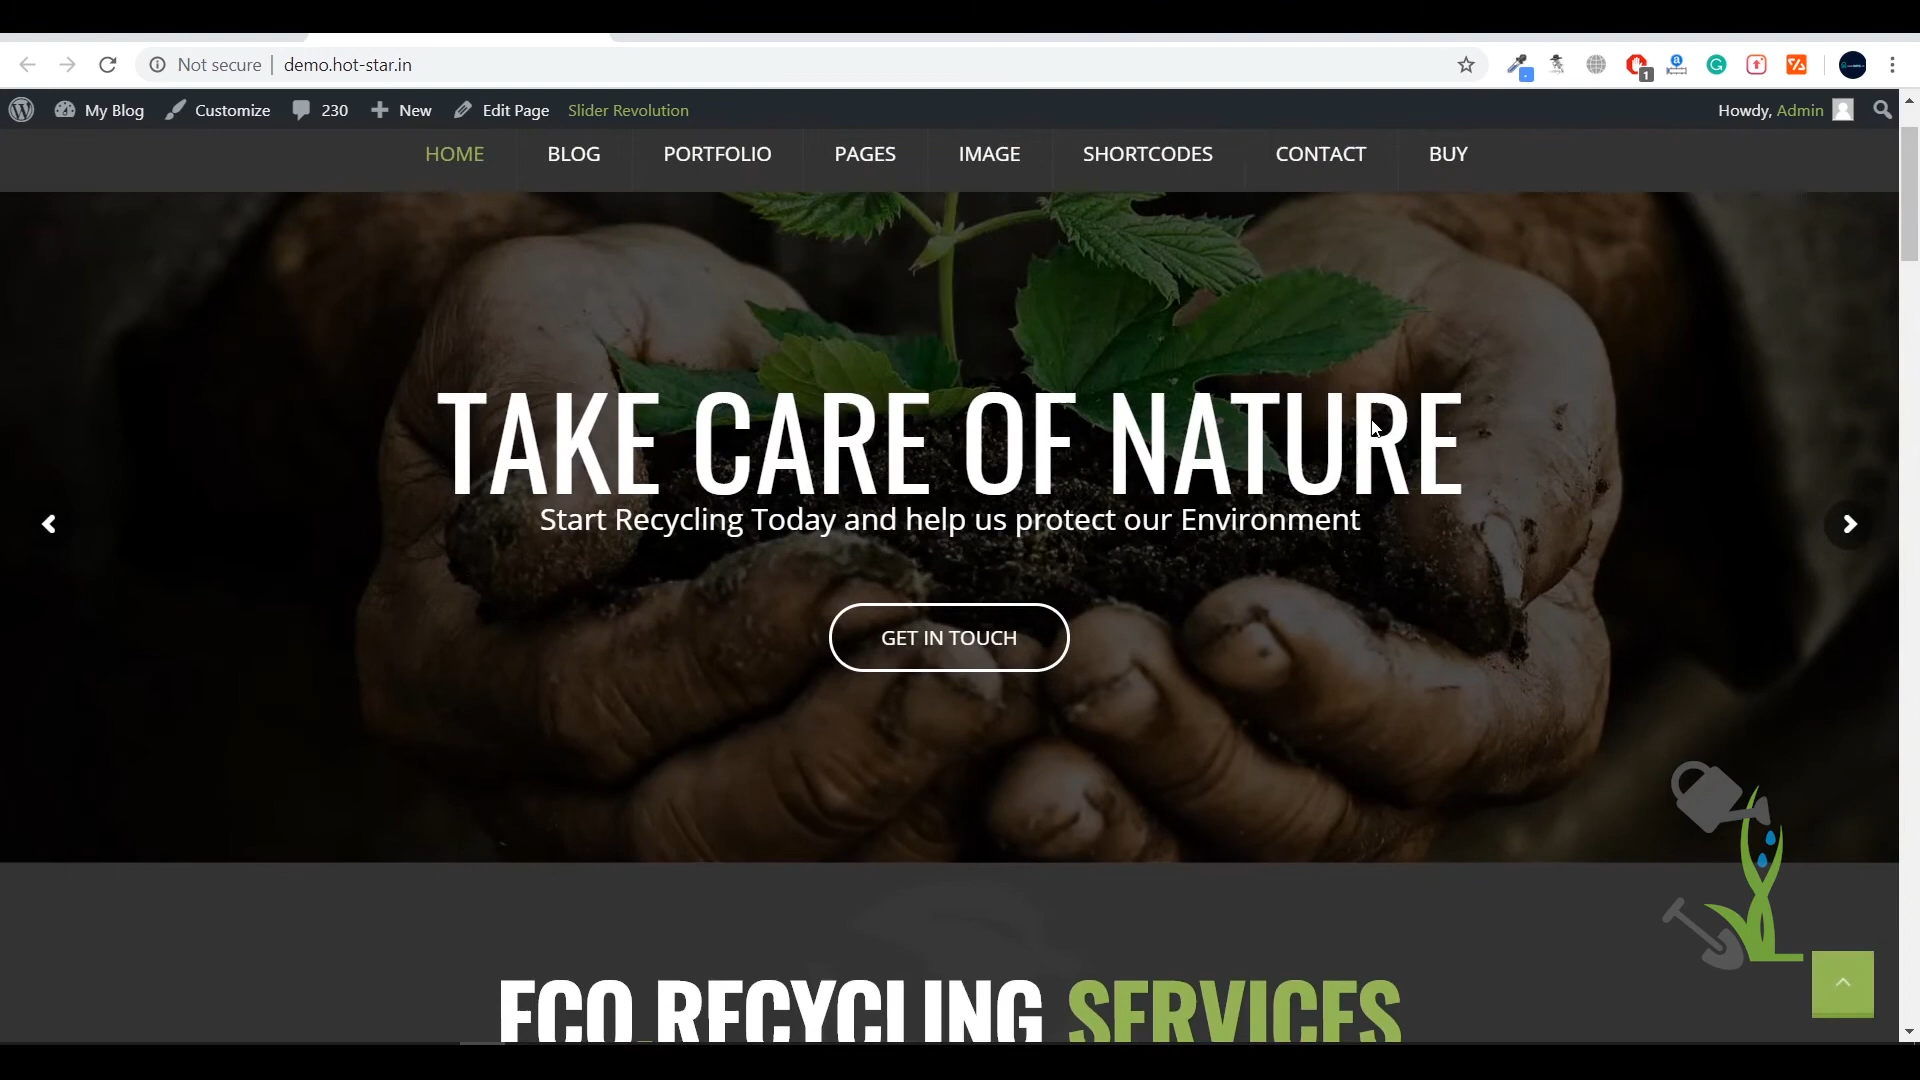 Not secure | demo.hot-star.in
1
a
My Blog Customize 230 New Edit Page Slider Revolution Howdy, Admin
HOME BLOG PORTFOLIO PAGES IMAGE SHORTCODES CONTACT BUY
TAKE CARE OF NATURE
Start Recycling Today and help us protect our Environment
GET IN TOUCH
ECO RECYCLING SERVICES